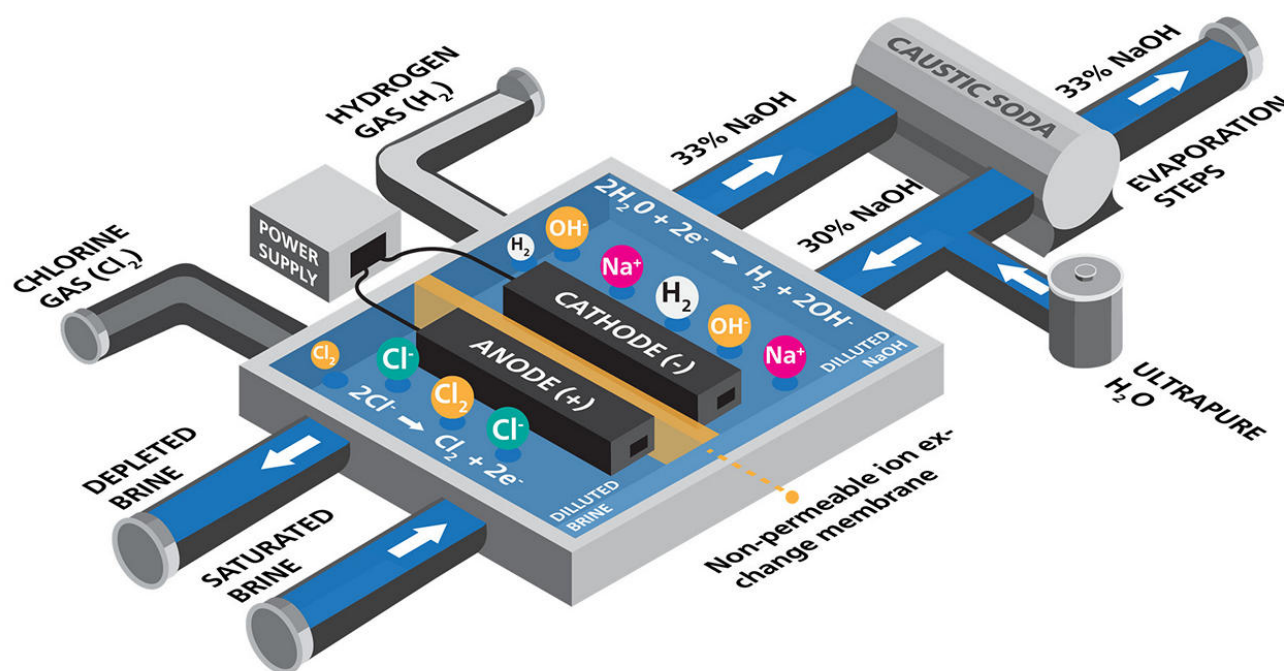 HYDROGEN
GAS (H₂)
CHLORINE
GAS (Cl₂)
POWER
SUPPLY
33% NaOH
CAUSTIC SODA
33% NaOH
EVAPORATION
STEPS
30% NaOH
ULTRAPURE
H₂O
2H₂0 + 2e⁻ → H₂ + 2OH⁻
H₂
OH⁻
Na⁺
H₂
OH⁻
Na⁺
DILLUTED
NaOH
CATHODE (-)
ANODE (+)
Cl₂
Cl⁻
Cl₂
Cl⁻
2Cl⁻ → Cl₂ + 2e⁻
DILLUTED
BRINE
DEPLETED
BRINE
SATURATED
BRINE
Non-permeable ion ex-
change membrane